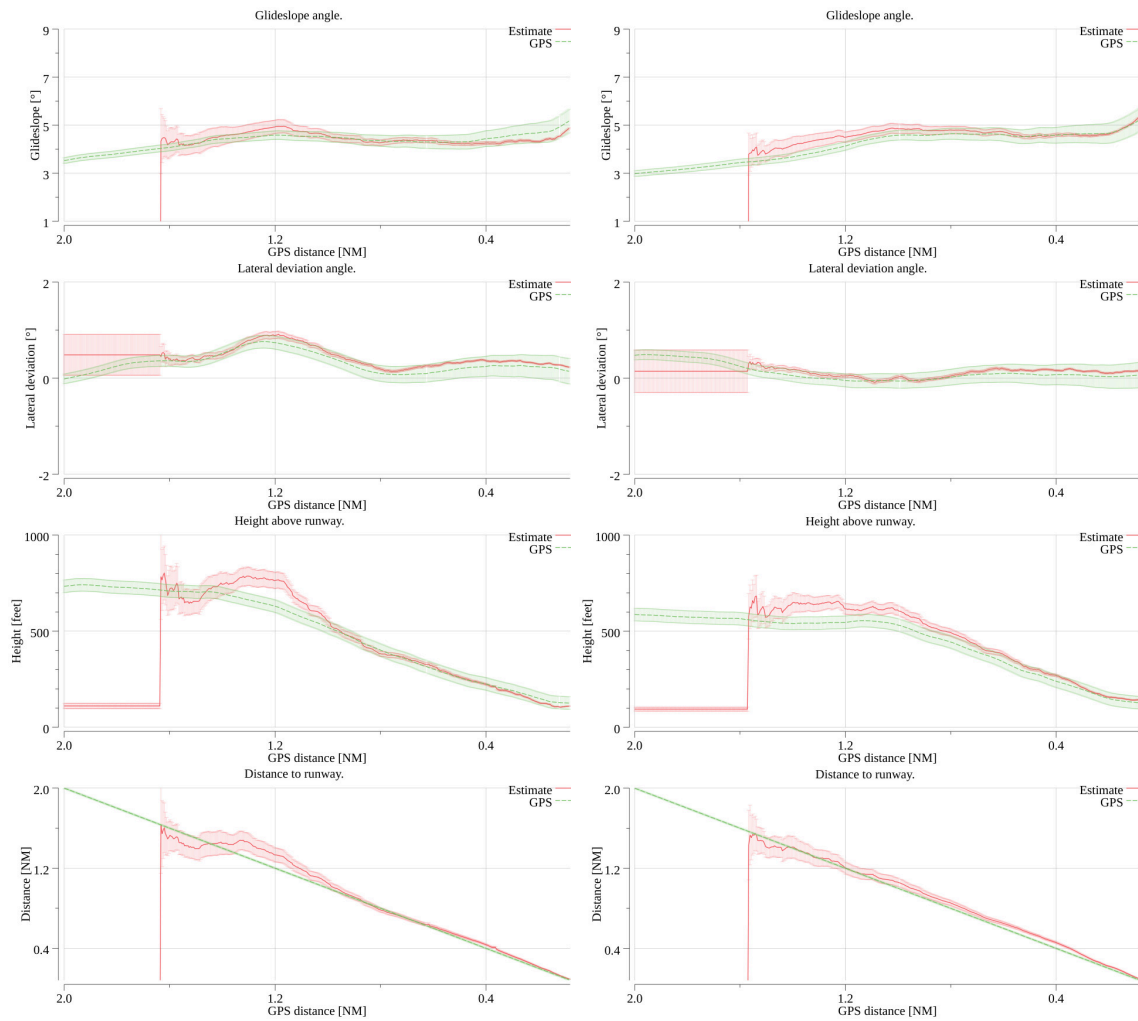 Glideslope angle.
9
7
5
3
1
Glideslope [°]
Estimate
GPS
2.0
1.2
0.4
GPS distance [NM]
Glideslope angle.
9
7
5
3
1
Glideslope [°]
Estimate
GPS
2.0
1.2
0.4
GPS distance [NM]
Lateral deviation angle.
2
0
-2
Lateral deviation [°]
Estimate
GPS
2.0
1.2
0.4
GPS distance [NM]
Lateral deviation angle.
2
0
-2
Lateral deviation [°]
Estimate
GPS
2.0
1.2
0.4
GPS distance [NM]
Height above runway.
1000
500
0
Height [feet]
Estimate
GPS
2.0
1.2
0.4
GPS distance [NM]
Height above runway.
1000
500
0
Height [feet]
Estimate
GPS
2.0
1.2
0.4
GPS distance [NM]
Distance to runway.
2.0
1.2
0.4
Distance [NM]
Estimate
GPS
2.0
1.2
0.4
GPS distance [NM]
Distance to runway.
2.0
1.2
0.4
Distance [NM]
Estimate
GPS
2.0
1.2
0.4
GPS distance [NM]